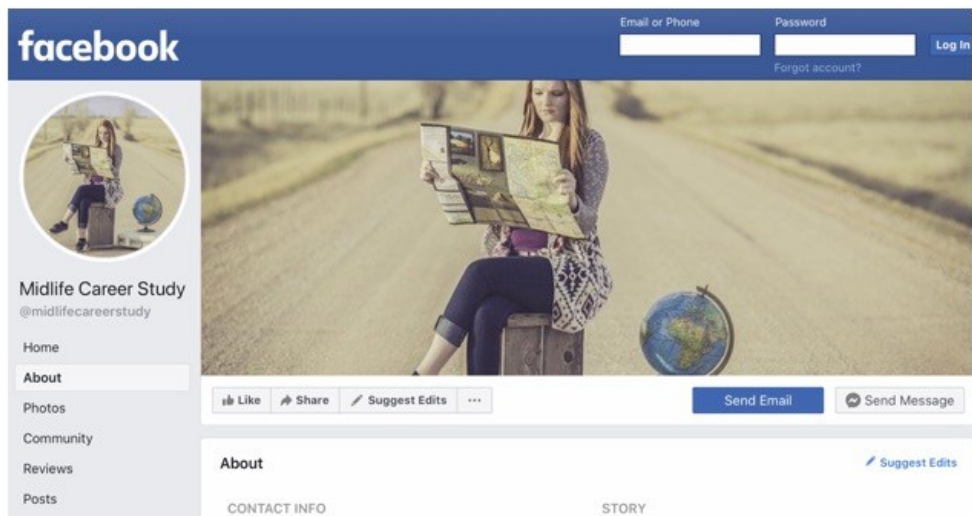 facebook
Email or Phone
Password
Log In
Forgot account?
Midlife Career Study
@midlifecareerstudy
Home
About
Photos
Community
Reviews
Posts
Like
Share
Suggest Edits
Send Email
Send Message
About
Suggest Edits
CONTACT INFO
STORY